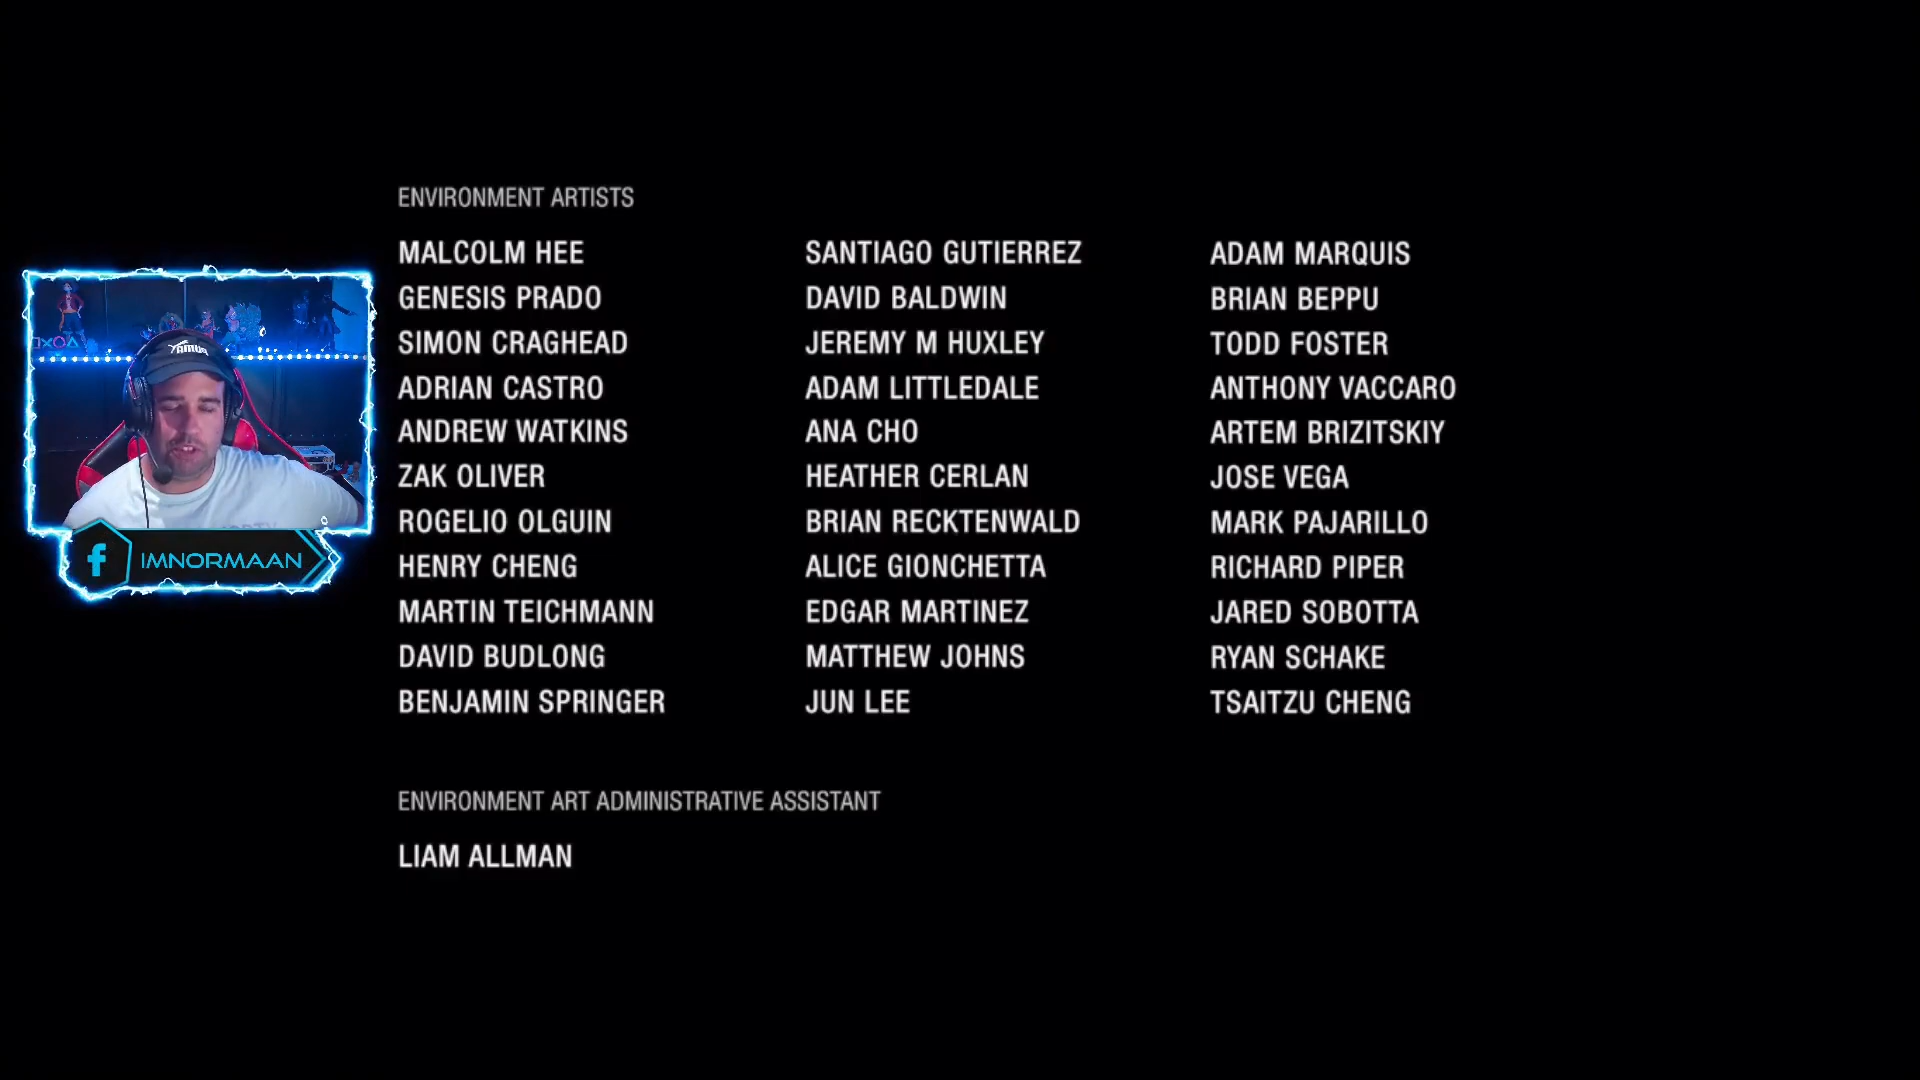 ENVIRONMENT ARTISTS
MALCOLM HEE
GENESIS PRADO
SIMON CRAGHEAD
ADRIAN CASTRO
ANDREW WATKINS
ZAK OLIVER
ROGELIO OLGUIN
HENRY CHENG
MARTIN TEICHMANN
DAVID BUDLONG
BENJAMIN SPRINGER
SANTIAGO GUTIERREZ
DAVID BALDWIN
JEREMY M HUXLEY
ADAM LITTLEDALE
ANA CHO
HEATHER CERLAN
BRIAN RECKTENWALD
ALICE GIONCHETTA
EDGAR MARTINEZ
MATTHEW JOHNS
JUN LEE
ADAM MARQUIS
BRIAN BEPPU
TODD FOSTER
ANTHONY VACCARO
ARTEM BRIZITSKIY
JOSE VEGA
MARK PAJARILLO
RICHARD PIPER
JARED SOBOTTA
RYAN SCHAKE
TSAITZU CHENG
ENVIRONMENT ART ADMINISTRATIVE ASSISTANT
LIAM ALLMAN
f IMNORMAAN